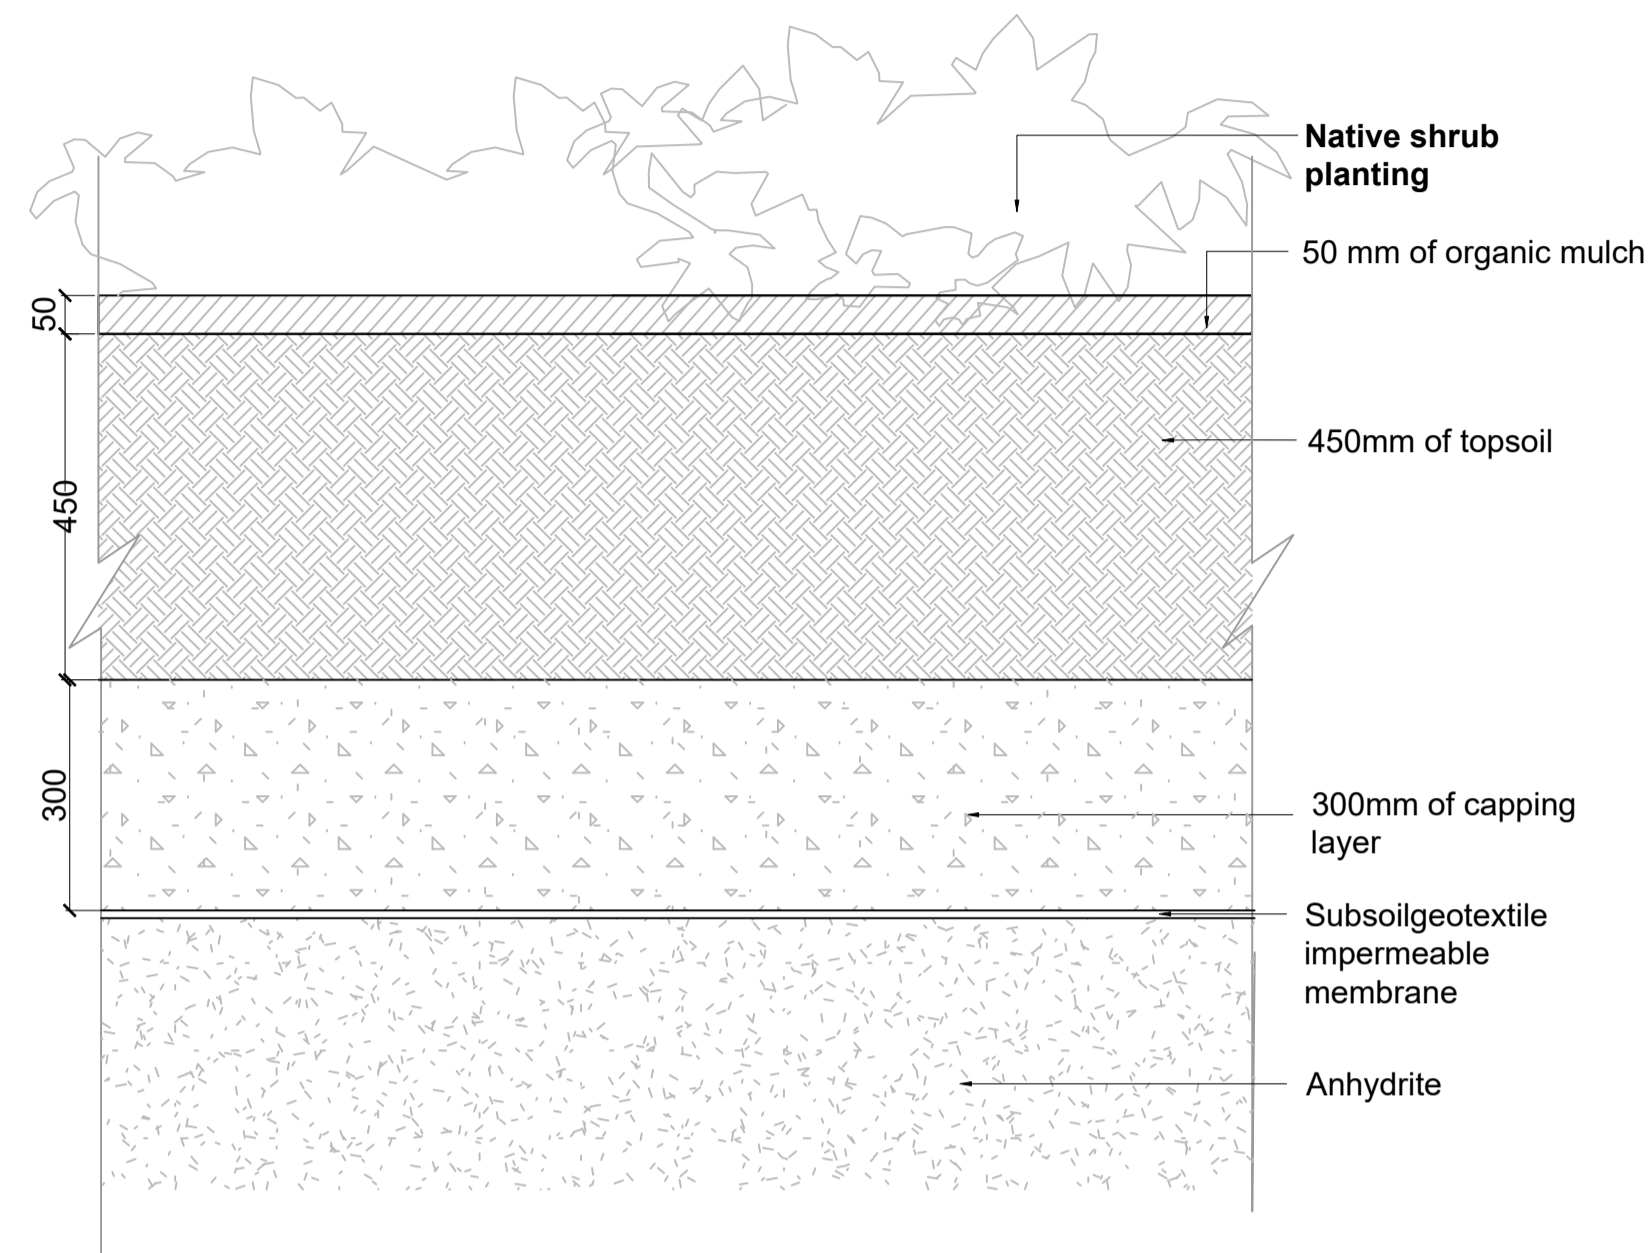 Native shrub
planting
50 mm of organic mulch
50
450mm of topsoil
450
300mm of capping
layer
300
Subsoilgeotextile
impermeable
membrane
Anhydrite